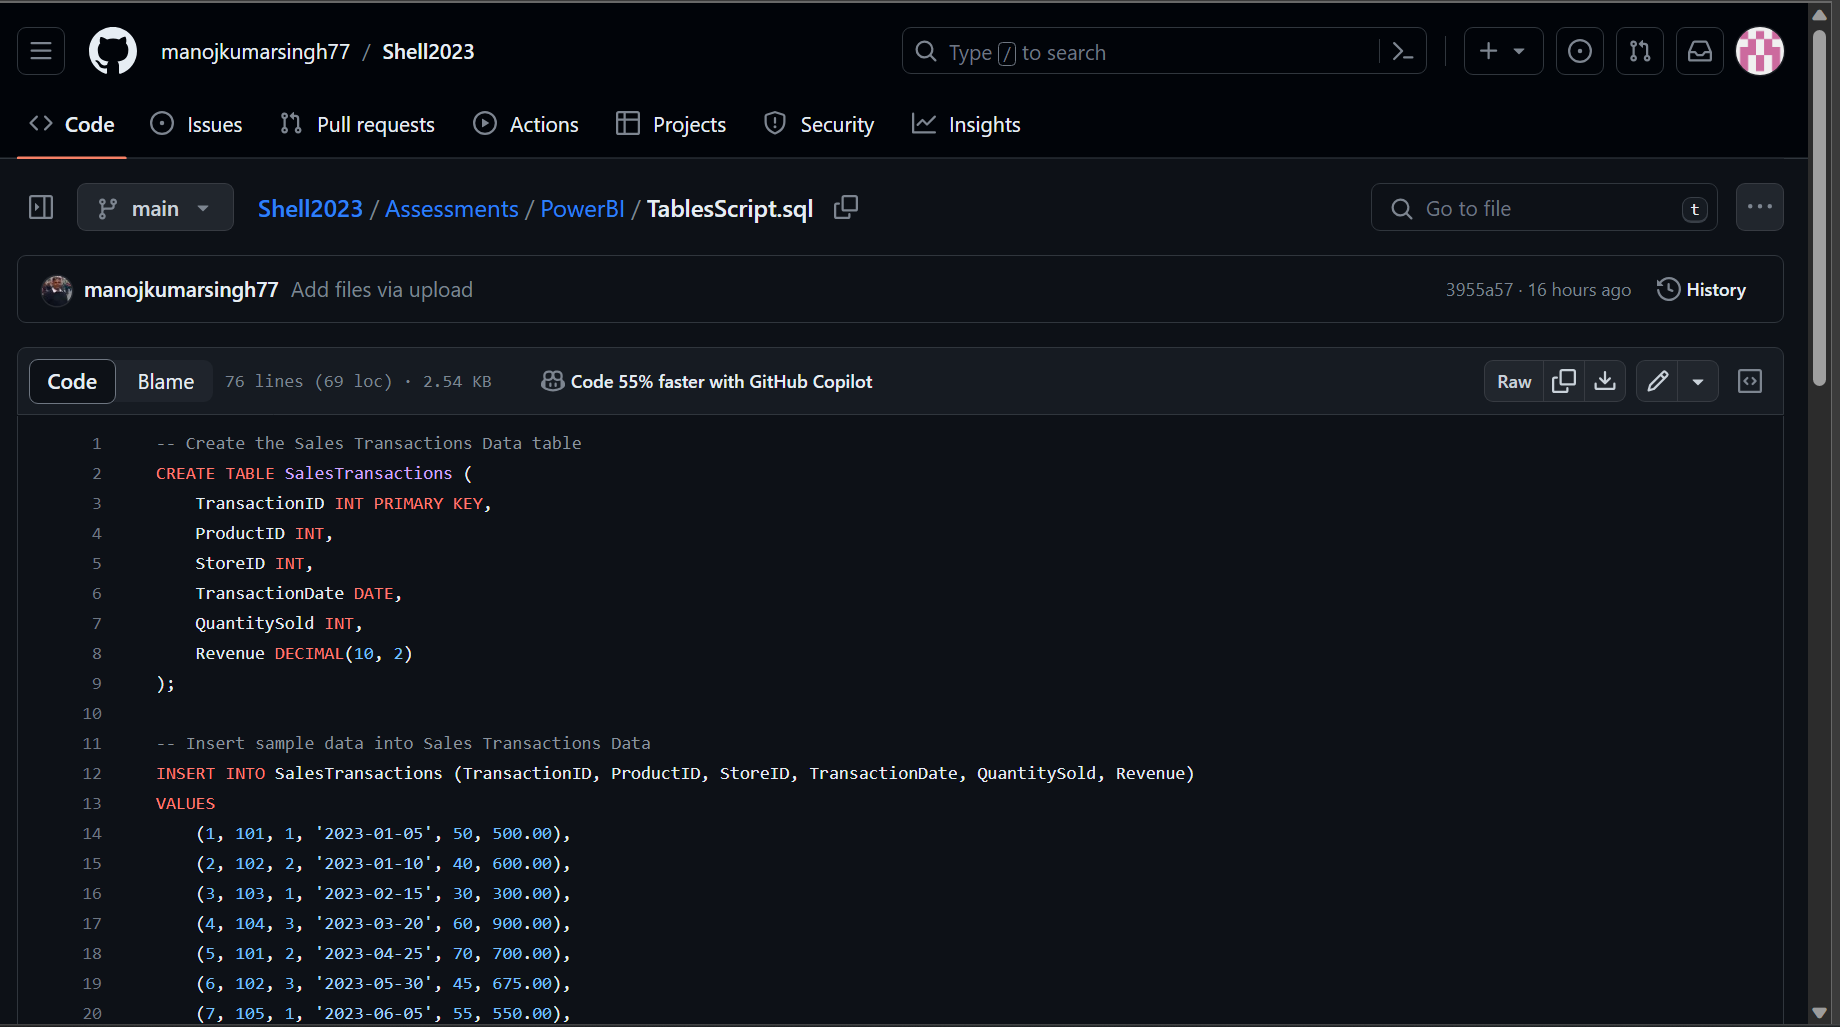 manojkumarsingh77 / Shell2023
Type / to search
Code Issues Pull requests Actions Projects Security Insights
main
Shell2023 / Assessments / PowerBI / TablesScript.sql
Go to file
t
manojkumarsingh77 Add files via upload
3955a57 · 16 hours ago
History
Code Blame
76 lines (69 loc) · 2.54 KB
Code 55% faster with GitHub Copilot
Raw
1 -- Create the Sales Transactions Data table
2 CREATE TABLE SalesTransactions (
3 TransactionID INT PRIMARY KEY,
4 ProductID INT,
5 StoreID INT,
6 TransactionDate DATE,
7 QuantitySold INT,
8 Revenue DECIMAL(10, 2)
9 );
10
11 -- Insert sample data into Sales Transactions Data
12 INSERT INTO SalesTransactions (TransactionID, ProductID, StoreID, TransactionDate, QuantitySold, Revenue)
13 VALUES
14 (1, 101, 1, '2023-01-05', 50, 500.00),
15 (2, 102, 2, '2023-01-10', 40, 600.00),
16 (3, 103, 1, '2023-02-15', 30, 300.00),
17 (4, 104, 3, '2023-03-20', 60, 900.00),
18 (5, 101, 2, '2023-04-25', 70, 700.00),
19 (6, 102, 3, '2023-05-30', 45, 675.00),
20 (7, 105, 1, '2023-06-05', 55, 550.00),